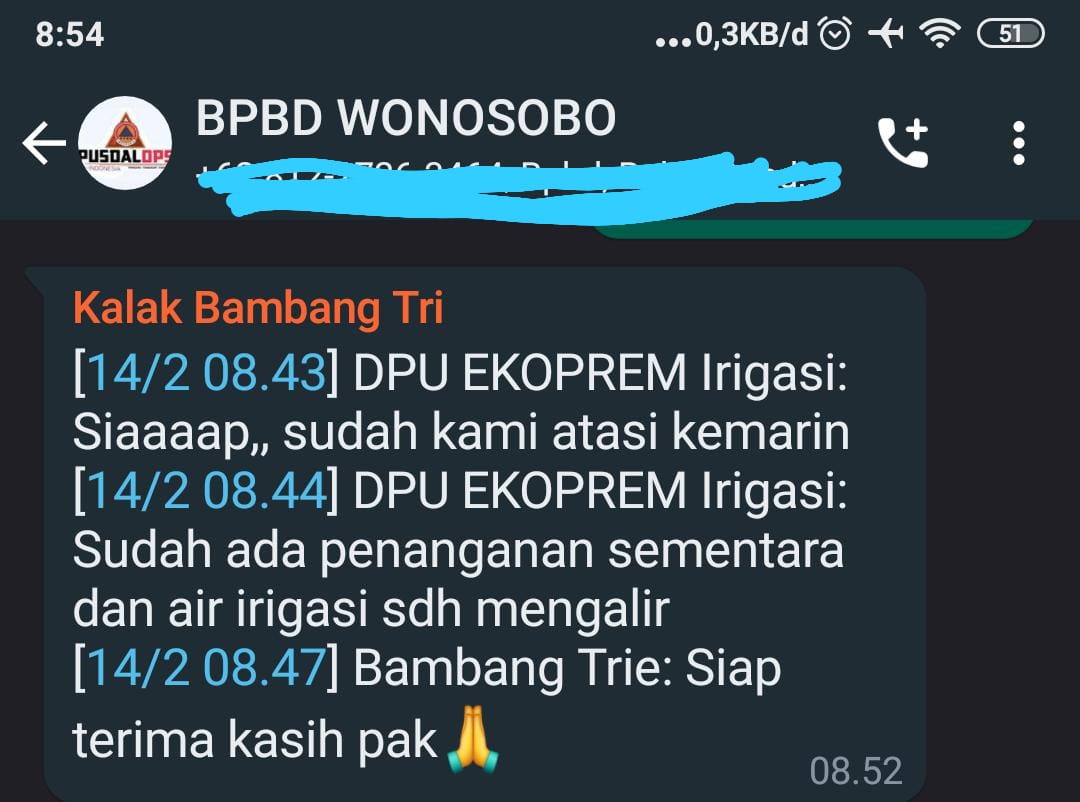 8:54
...0,3KB/d
51
BPBD WONOSOBO
PUSDALOPS
INDONESIA
Kalak Bambang Tri
[14/2 08.43] DPU EKOPREM Irigasi:
Siaaaap,, sudah kami atasi kemarin
[14/2 08.44] DPU EKOPREM Irigasi:
Sudah ada penanganan sementara
dan air irigasi sdh mengalir
[14/2 08.47] Bambang Trie: Siap
terima kasih pak🙏
08.52